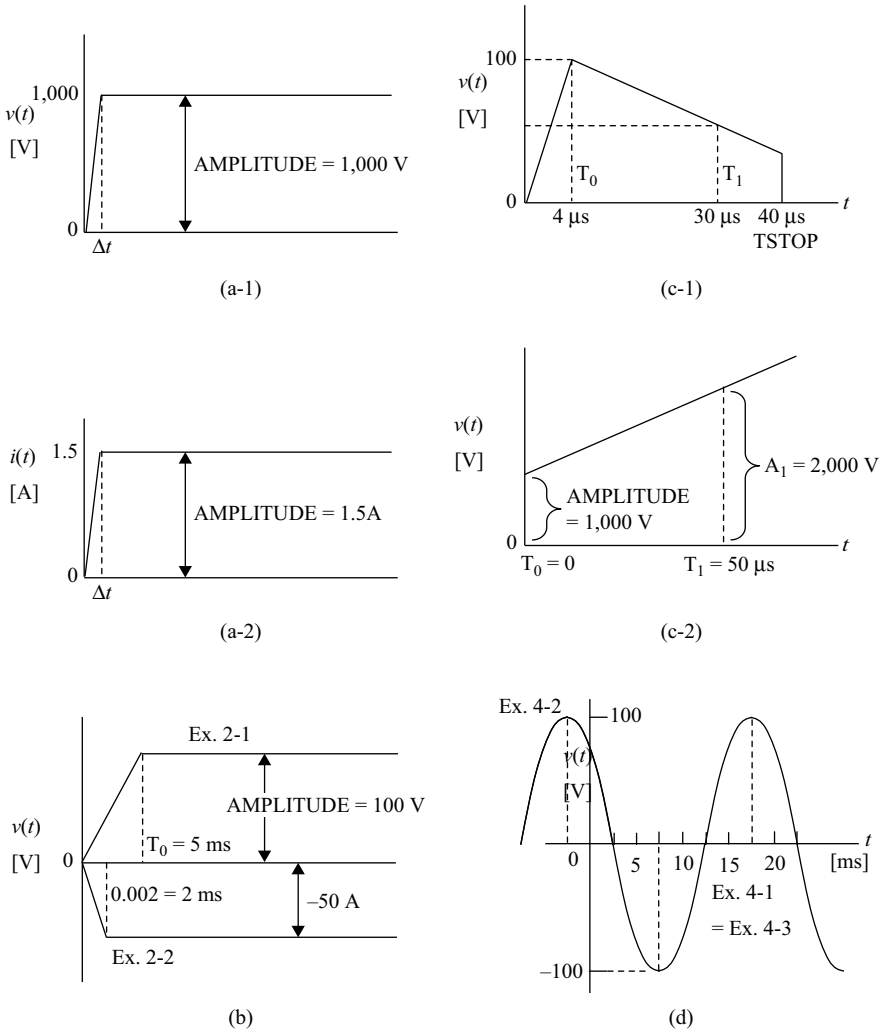 1,000
v(t)
[V]
AMPLITUDE = 1,000 V
0
Δt
(a-1)
100
v(t)
[V]
T0
T1
0
4 μs
30 μs
40 μs
t
TSTOP
(c-1)
1.5
i(t)
[A]
AMPLITUDE = 1.5A
0
Δt
(a-2)
v(t)
[V]
A1 = 2,000 V
AMPLITUDE
= 1,000 V
0
t
T0 = 0
T1 = 50 μs
(c-2)
Ex. 2-1
AMPLITUDE = 100 V
v(t)
[V]
T0 = 5 ms
0
0.002 = 2 ms
–50 A
Ex. 2-2
(b)
Ex. 4-2
100
v(t)
[V]
t
0
5
10
15
20
[ms]
Ex. 4-1
= Ex. 4-3
–100
(d)